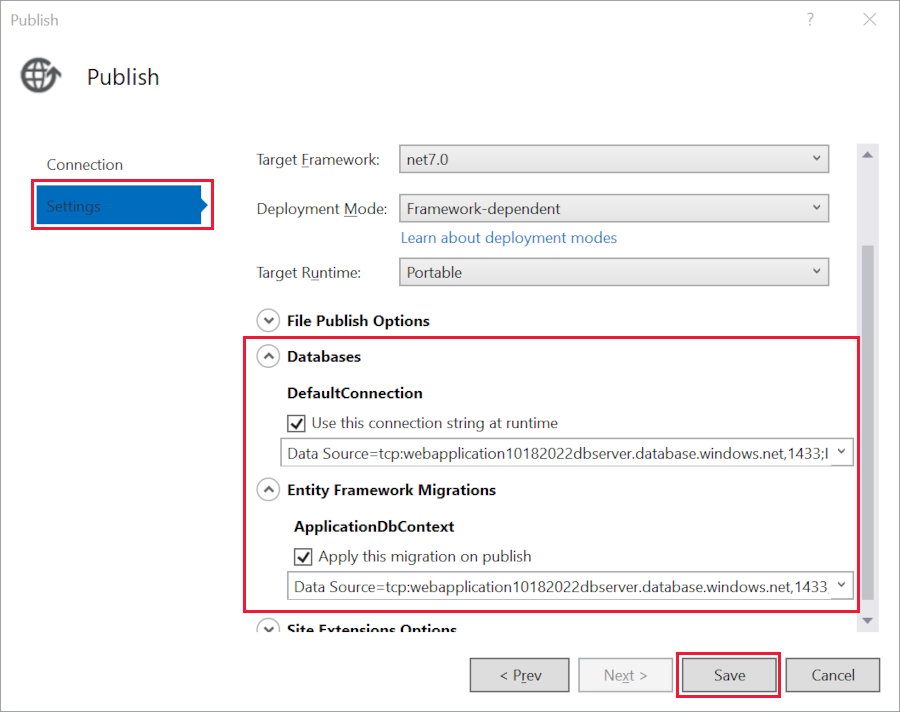 Publish
?
Publish
Connection
Settings
Target Framework: net7.0
Deployment Mode: Framework-dependent
Learn about deployment modes
Target Runtime: Portable
File Publish Options
Databases
DefaultConnection
Use this connection string at runtime
Data Source=tcp:webapplication10182022dbserver.database.windows.net,1433;I
Entity Framework Migrations
ApplicationDbContext
Apply this migration on publish
Data Source=tcp:webapplication10182022dbserver.database.windows.net,1433;
Site Extensions Options
< Prev Next > Save Cancel